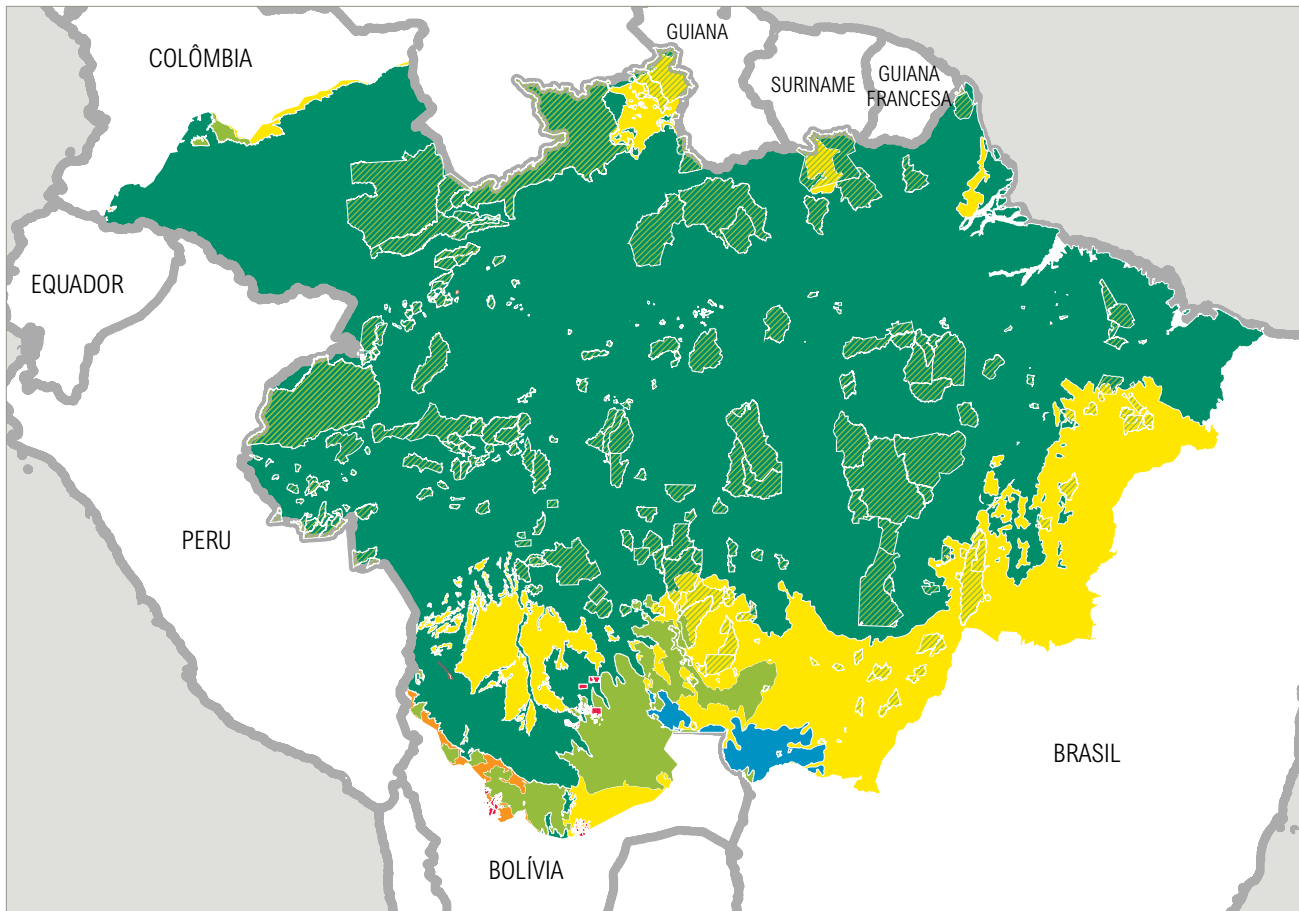 GUIANA
COLÔMBIA
SURINAME
GUIANA
FRANCESA
EQUADOR
PERU
BRASIL
BOLÍVIA